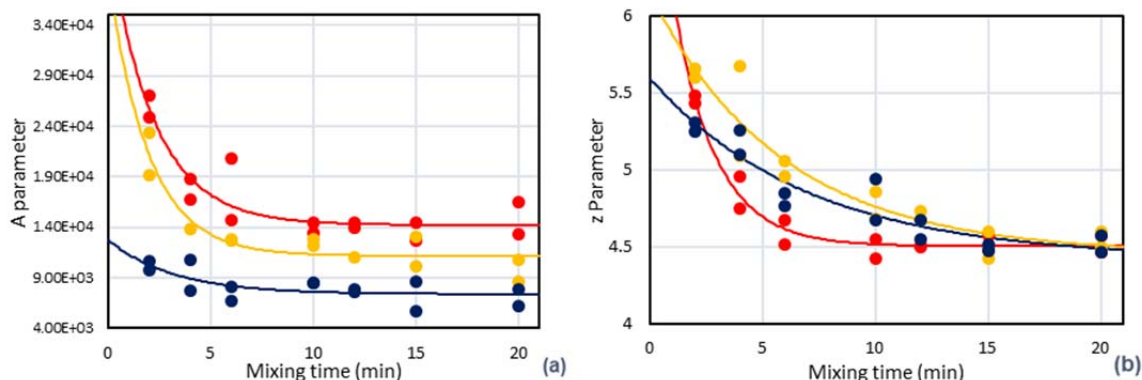 3.40E+04
2.90E+04
2.40E+04
1.90E+04
1.40E+04
9.00E+03
4.00E+03
A parameter
0 5 10 15 20
Mixing time (min)
(a)
6
5.5
5
4.5
4
z Parameter
0 5 10 15 20
Mixing time (min)
(b)